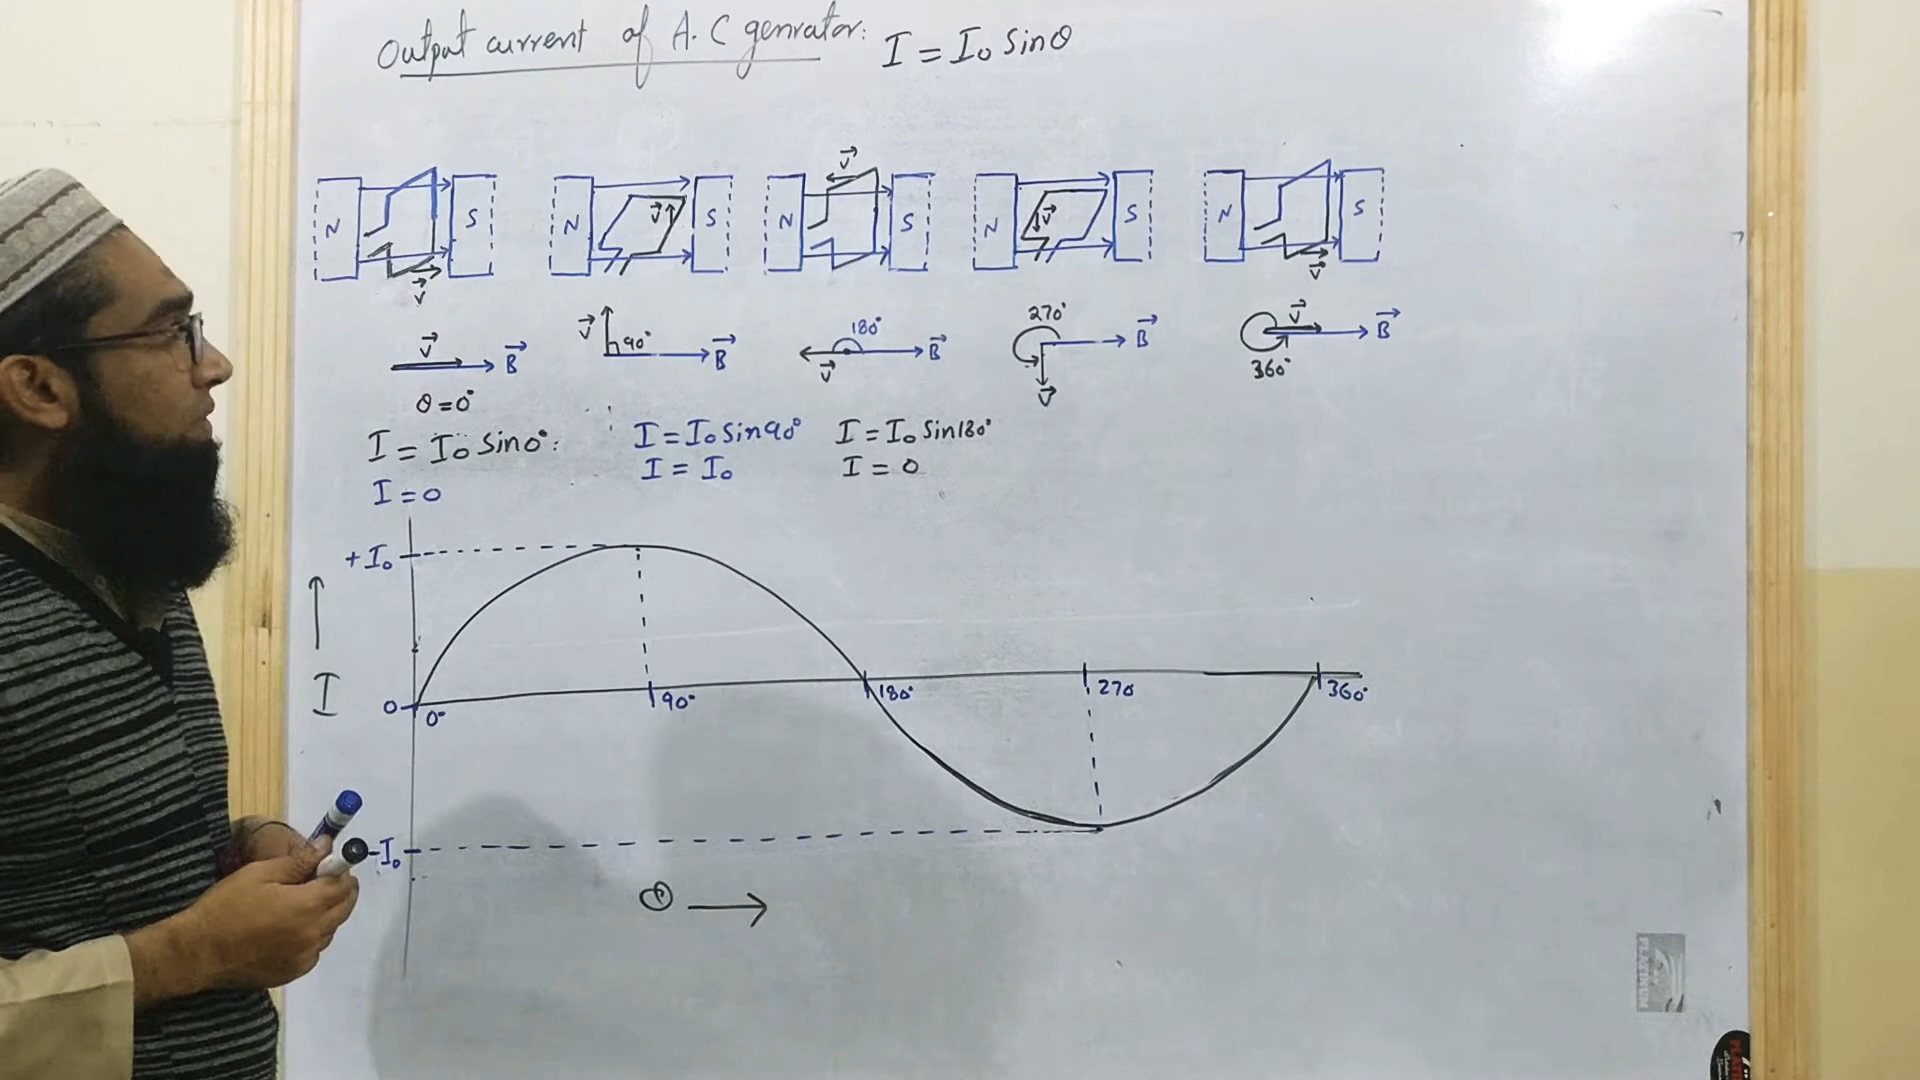 Output current of A.C genrator: I = I₀ sinθ
N S
N V⃗ S
V⃗
N S
N V⃗ S
N S
V⃗
V⃗
V⃗ B⃗
θ=0°
V⃗ 90° B⃗
180° V⃗ B⃗
270° B⃗ V⃗
V⃗ B⃗ 360°
I = I₀ sin0°
I = 0
I = I₀ Sin90°
I = I₀
I = I₀ Sin180°
I = 0
+I₀
I
0 0° 90° 180° 270 360°
-I₀
θ
PLATINUM